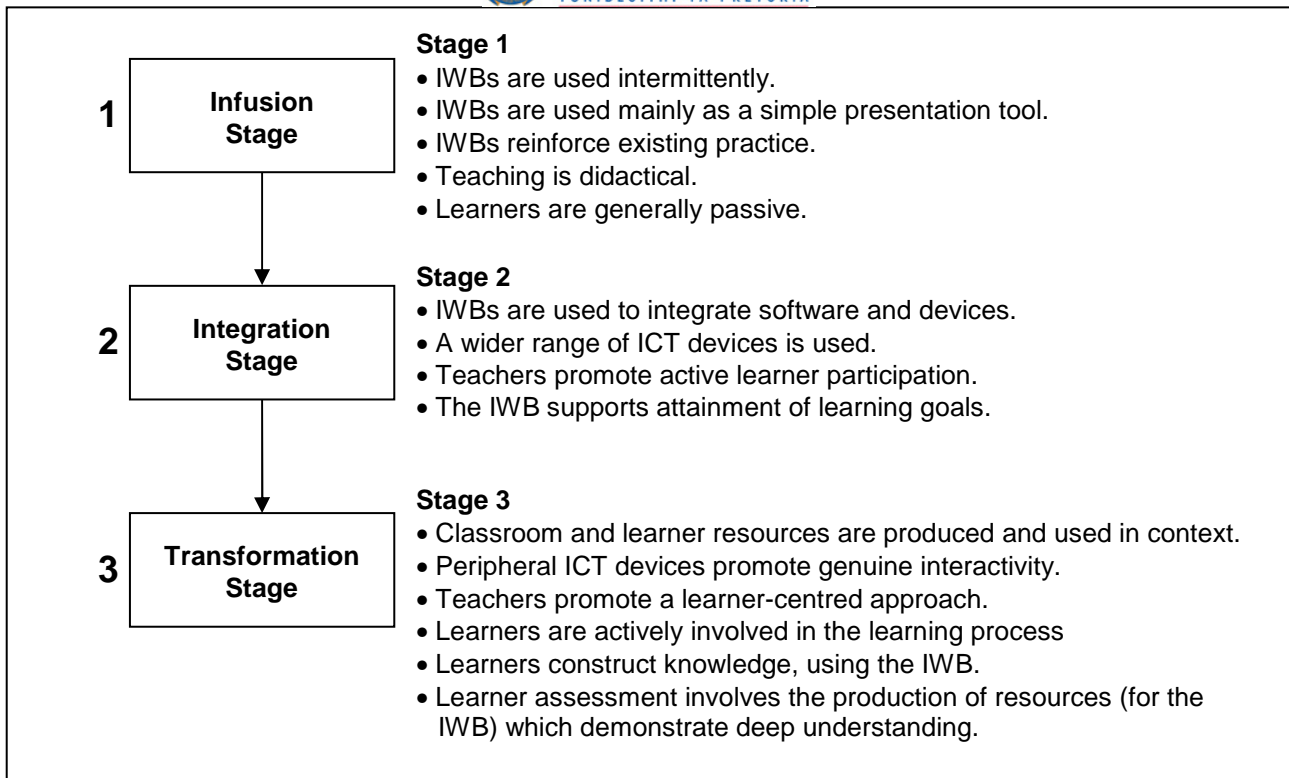 Stage 1
1
Infusion
Stage
• IWBs are used intermittently.
• IWBs are used mainly as a simple presentation tool.
• IWBs reinforce existing practice.
• Teaching is didactical.
• Learners are generally passive.
Stage 2
2
Integration
Stage
• IWBs are used to integrate software and devices.
• A wider range of ICT devices is used.
• Teachers promote active learner participation.
• The IWB supports attainment of learning goals.
Stage 3
3
Transformation
Stage
• Classroom and learner resources are produced and used in context.
• Peripheral ICT devices promote genuine interactivity.
• Teachers promote a learner-centred approach.
• Learners are actively involved in the learning process
• Learners construct knowledge, using the IWB.
• Learner assessment involves the production of resources (for the
IWB) which demonstrate deep understanding.